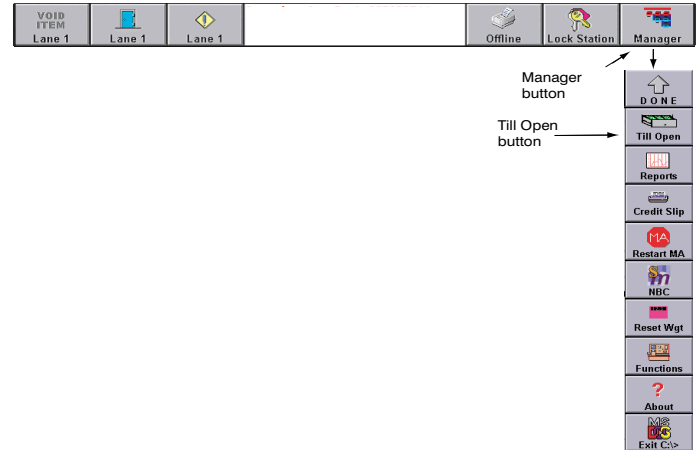 VOID
ITEM
Lane 1
Lane 1
Lane 1
Offline
Lock Station
Manager
Manager
button
DONE
Till Open
button
Till Open
Reports
Credit Slip
MA
Restart MA
Sm
NBC
Reset Wgt
Functions
?
About
MS
DOS
Exit C:\>